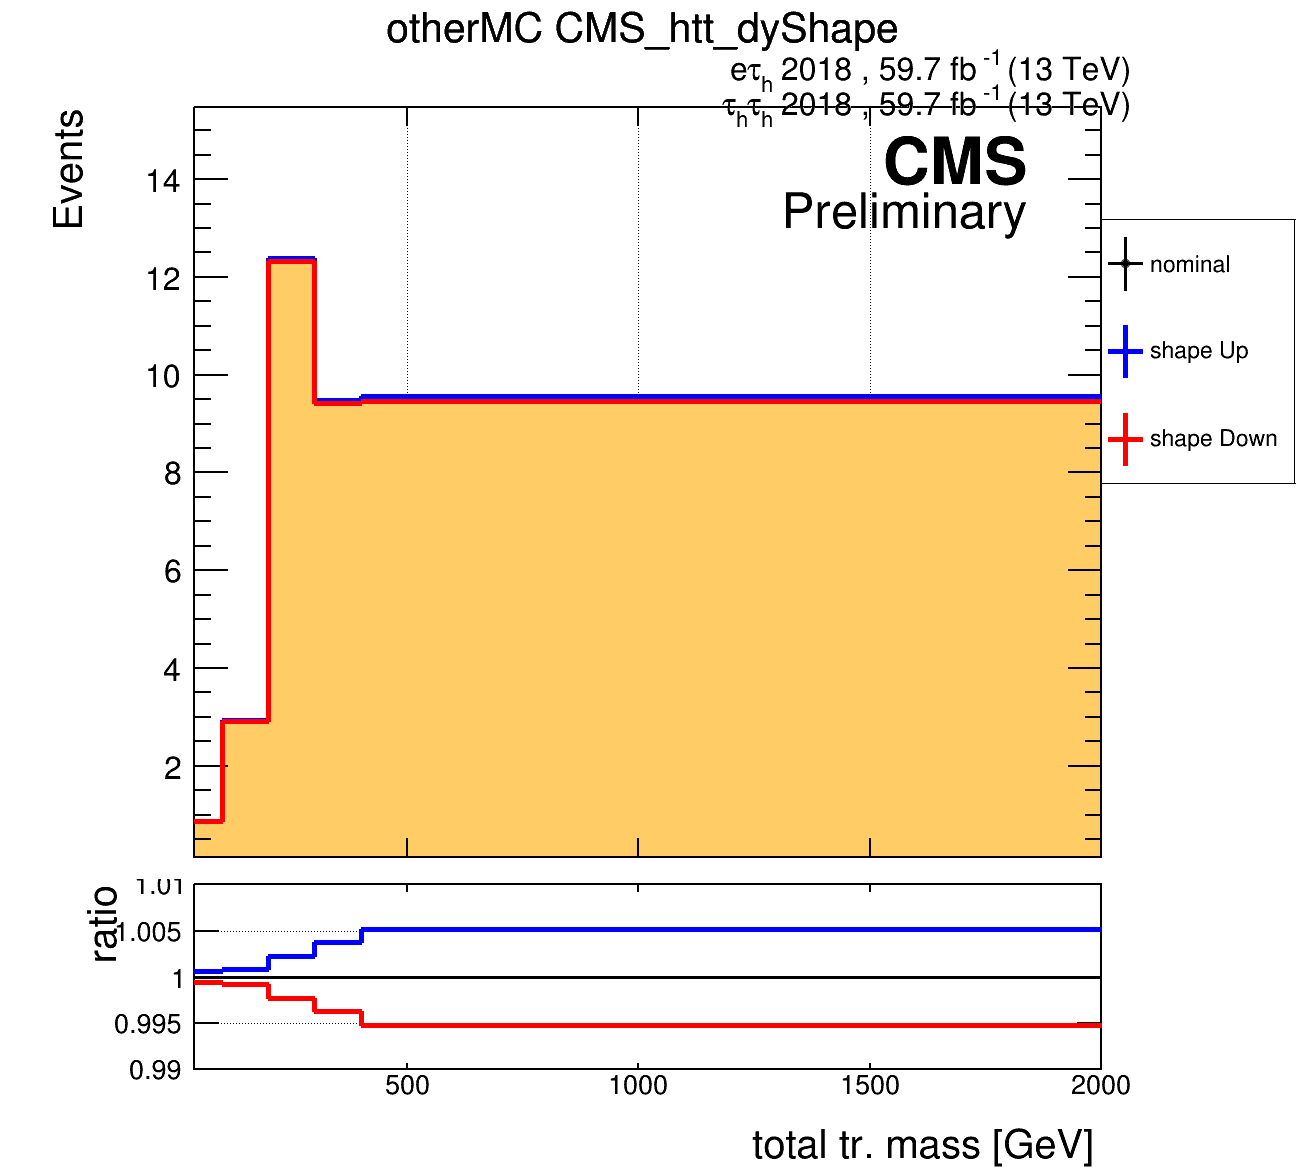 otherMC CMS_htt_dyShape
eτh 2018 , 59.7 fb-1 (13 TeV)
τhτh 2018 , 59.7 fb-1 (13 TeV)
Events
CMS
Preliminary
14
12
10
8
6
4
2
nominal
shape Up
shape Down
ratio
1.01
1.005
1
0.995
0.99
500
1000
1500
2000
total tr. mass [GeV]